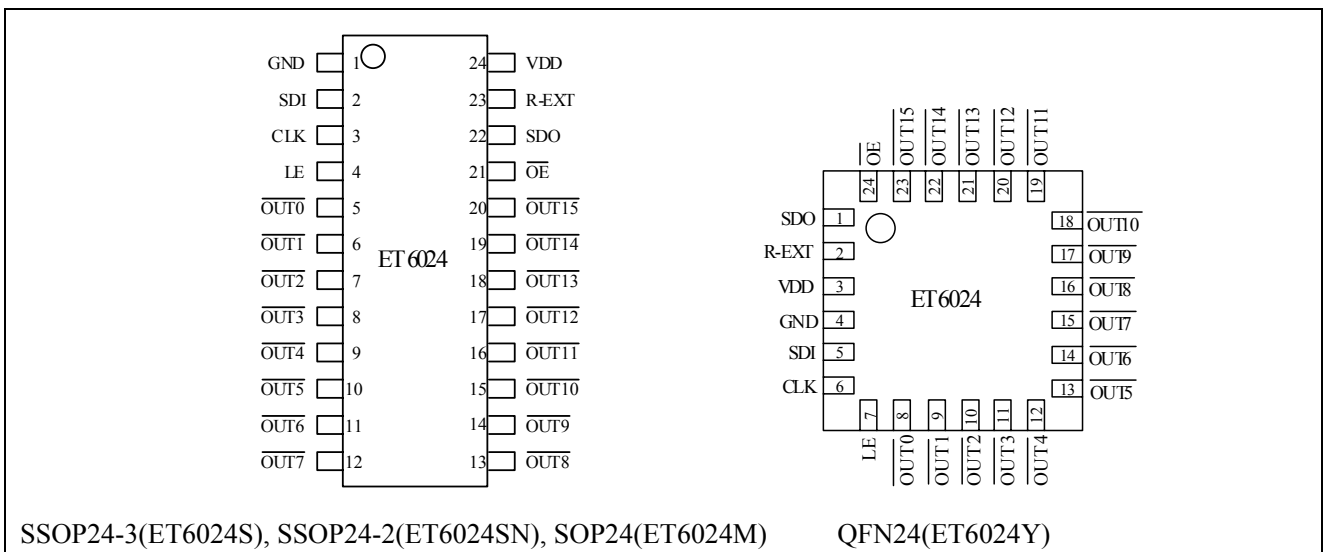 GND 1 24 VDD
SDI 2 23 R-EXT
CLK 3 22 SDO
LE 4 21 OE
OUT0 5 20 OUT15
OUT1 6 19 OUT14
OUT2 7 18 OUT13
OUT3 8 17 OUT12
OUT4 9 16 OUT11
OUT5 10 15 OUT10
OUT6 11 14 OUT9
OUT7 12 13 OUT8
ET6024
OE OUT15 OUT14 OUT13 OUT12 OUT11
24 23 22 21 20 19
SDO 1 18 OUT10
R-EXT 2 17 OUT9
VDD 3 16 OUT8
GND 4 15 OUT7
SDI 5 14 OUT6
CLK 6 13 OUT5
ET6024
7 8 9 10 11 12
LE OUT0 OUT1 OUT2 OUT3 OUT4
SSOP24-3(ET6024S), SSOP24-2(ET6024SN), SOP24(ET6024M) QFN24(ET6024Y)